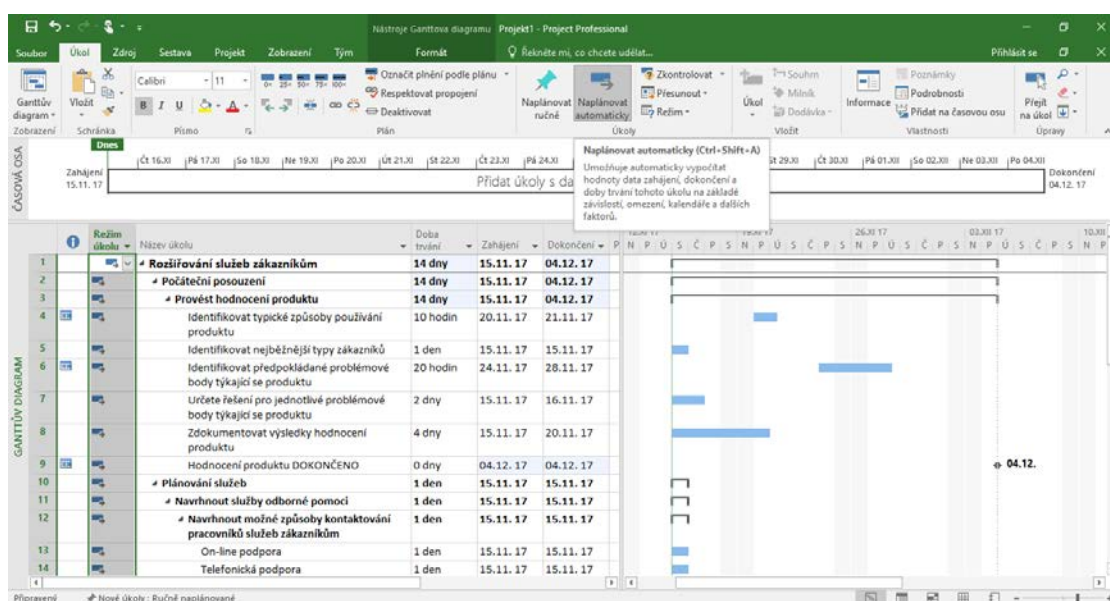 Nástroje Ganttova diagramu Projekt1 - Project Professional
Soubor Úkol Zdroj Sestava Projekt Zobrazení Tým Formát Řekněte mi, co chcete udělat... Přihlásit se
Ganttův diagram
Zobrazení
Vložit
Schránka
Calibri 11
B I U A
Písmo
0% 25% 50% 75% 100%
Označit plnění podle plánu
Respektovat propojení
Deaktivovat
Plán
Naplánovat ručně
Naplánovat automaticky
Zkontrolovat
Přesunout
Režim
Úkoly
Úkol
Souhrn
Milník
Dodávka
Vložit
Informace
Poznámky
Podrobnosti
Přidat na časovou osu
Vlastnosti
Přejít na úkol
Úpravy
Naplánovat automaticky (Ctrl+Shift+A)
Umožňuje automaticky vypočítat
hodnoty data zahájení, dokončení a
doby trvání tohoto úkolu na základě
závislostí, omezení, kalendáře a dalších
faktorů.
ČASOVÁ OSA
Dnes
Čt 16.XI Pá 17.XI So 18.XI Ne 19.XI Po 20.XI Út 21.XI St 22.XI Čt 23.XI Pá 24.XI St 29.XI Čt 30.XI Pá 01.XII So 02.XII Ne 03.XII Po 04.XII
Zahájení
15.11. 17
Přidat úkoly s da
Dokončení
04.12. 17
GANTTŮV DIAGRAM
Režim úkolu Název úkolu Doba trvání Zahájení Dokončení P
19.XI 17 26.XI 17 03.XII 17 10.XII
N P Ú S Č P S N P Ú S Č P S N P Ú S Č P S N P Ú S Č P S N P
1 Rozšiřování služeb zákazníkům 14 dny 15.11. 17 04.12. 17
2 Počáteční posouzení 14 dny 15.11. 17 04.12. 17
3 Provést hodnocení produktu 14 dny 15.11. 17 04.12. 17
4 Identifikovat typické způsoby používání 10 hodin 20.11. 17 21.11. 17
produktu
5 Identifikovat nejběžnější typy zákazníků 1 den 15.11. 17 15.11. 17
6 Identifikovat předpokládané problémové 20 hodin 24.11. 17 28.11. 17
body týkající se produktu
7 Určete řešení pro jednotlivé problémové 2 dny 15.11. 17 16.11. 17
body týkající se produktu
8 Zdokumentovat výsledky hodnocení 4 dny 15.11. 17 20.11. 17
produktu
9 Hodnocení produktu DOKONČENO 0 dny 04.12. 17 04.12. 17
04.12.
10 Plánování služeb 1 den 15.11. 17 15.11. 17
11 Navrhnout služby odborné pomoci 1 den 15.11. 17 15.11. 17
12 Navrhnout možné způsoby kontaktování 1 den 15.11. 17 15.11. 17
pracovníků služeb zákazníkům
13 On-line podpora 1 den 15.11. 17 15.11. 17
14 Telefonická podpora 1 den 15.11. 17 15.11. 17
Připravený Nové úkoly : Ručně naplánované